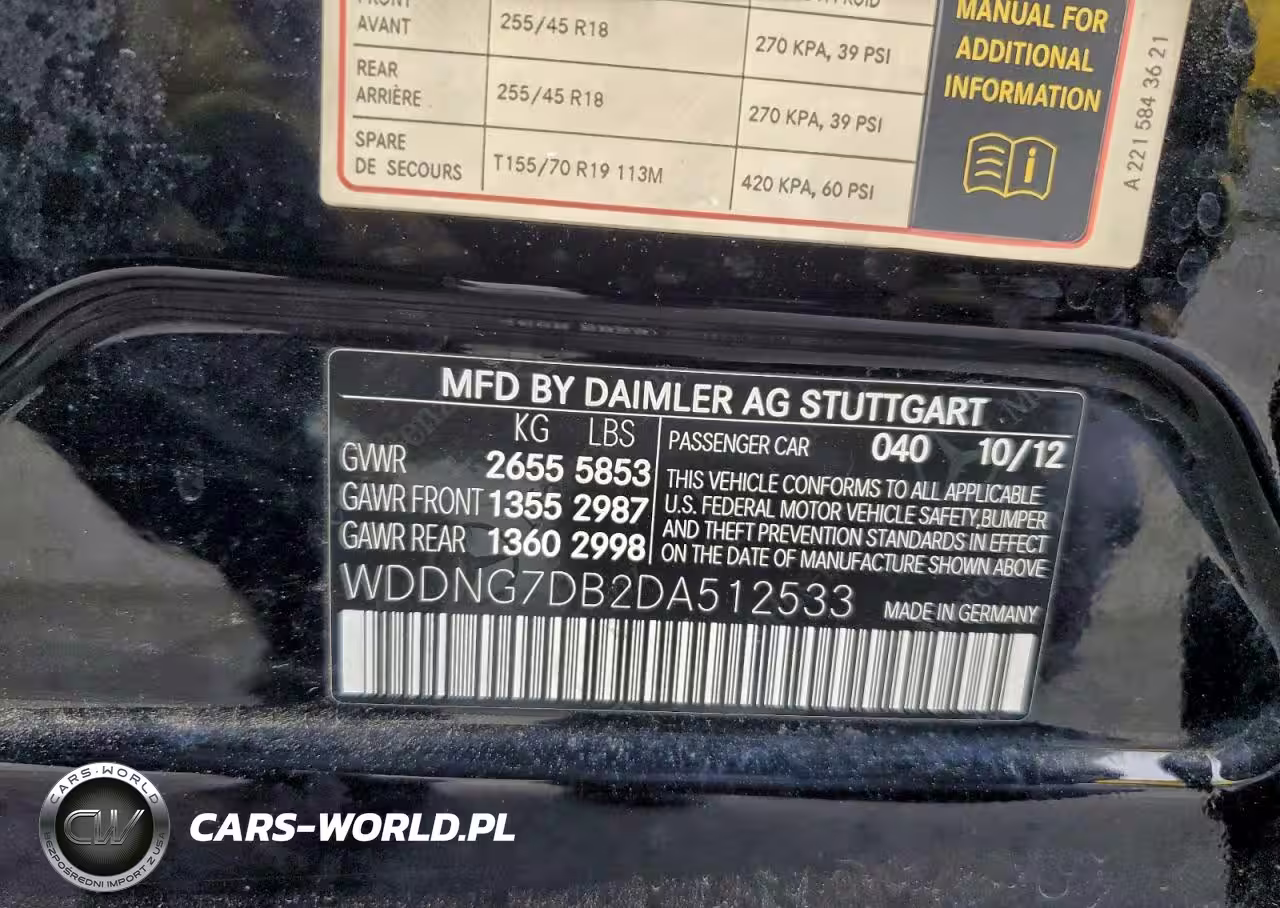 AVANT 255/45 R18 270 KPA, 39 PSI
REAR
ARRIÈRE 255/45 R18 270 KPA, 39 PSI
SPARE
DE SECOURS T155/70 R19 113M 420 KPA, 60 PSI
MANUAL FOR
ADDITIONAL
INFORMATION
A 221 584 36 21
MFD BY DAIMLER AG STUTTGART
KG LBS
GVWR 2655 5853
GAWR FRONT 1355 2987
GAWR REAR 1360 2998
PASSENGER CAR 040 10/12
THIS VEHICLE CONFORMS TO ALL APPLICABLE
U.S. FEDERAL MOTOR VEHICLE SAFETY,BUMPER
AND THEFT PREVENTION STANDARDS IN EFFECT
ON THE DATE OF MANUFACTURE SHOWN ABOVE
WDDNG7DB2DA512533
MADE IN GERMANY
CARS-WORLD
CW
BEZPOŚREDNI IMPORT Z USA
CARS-WORLD.PL